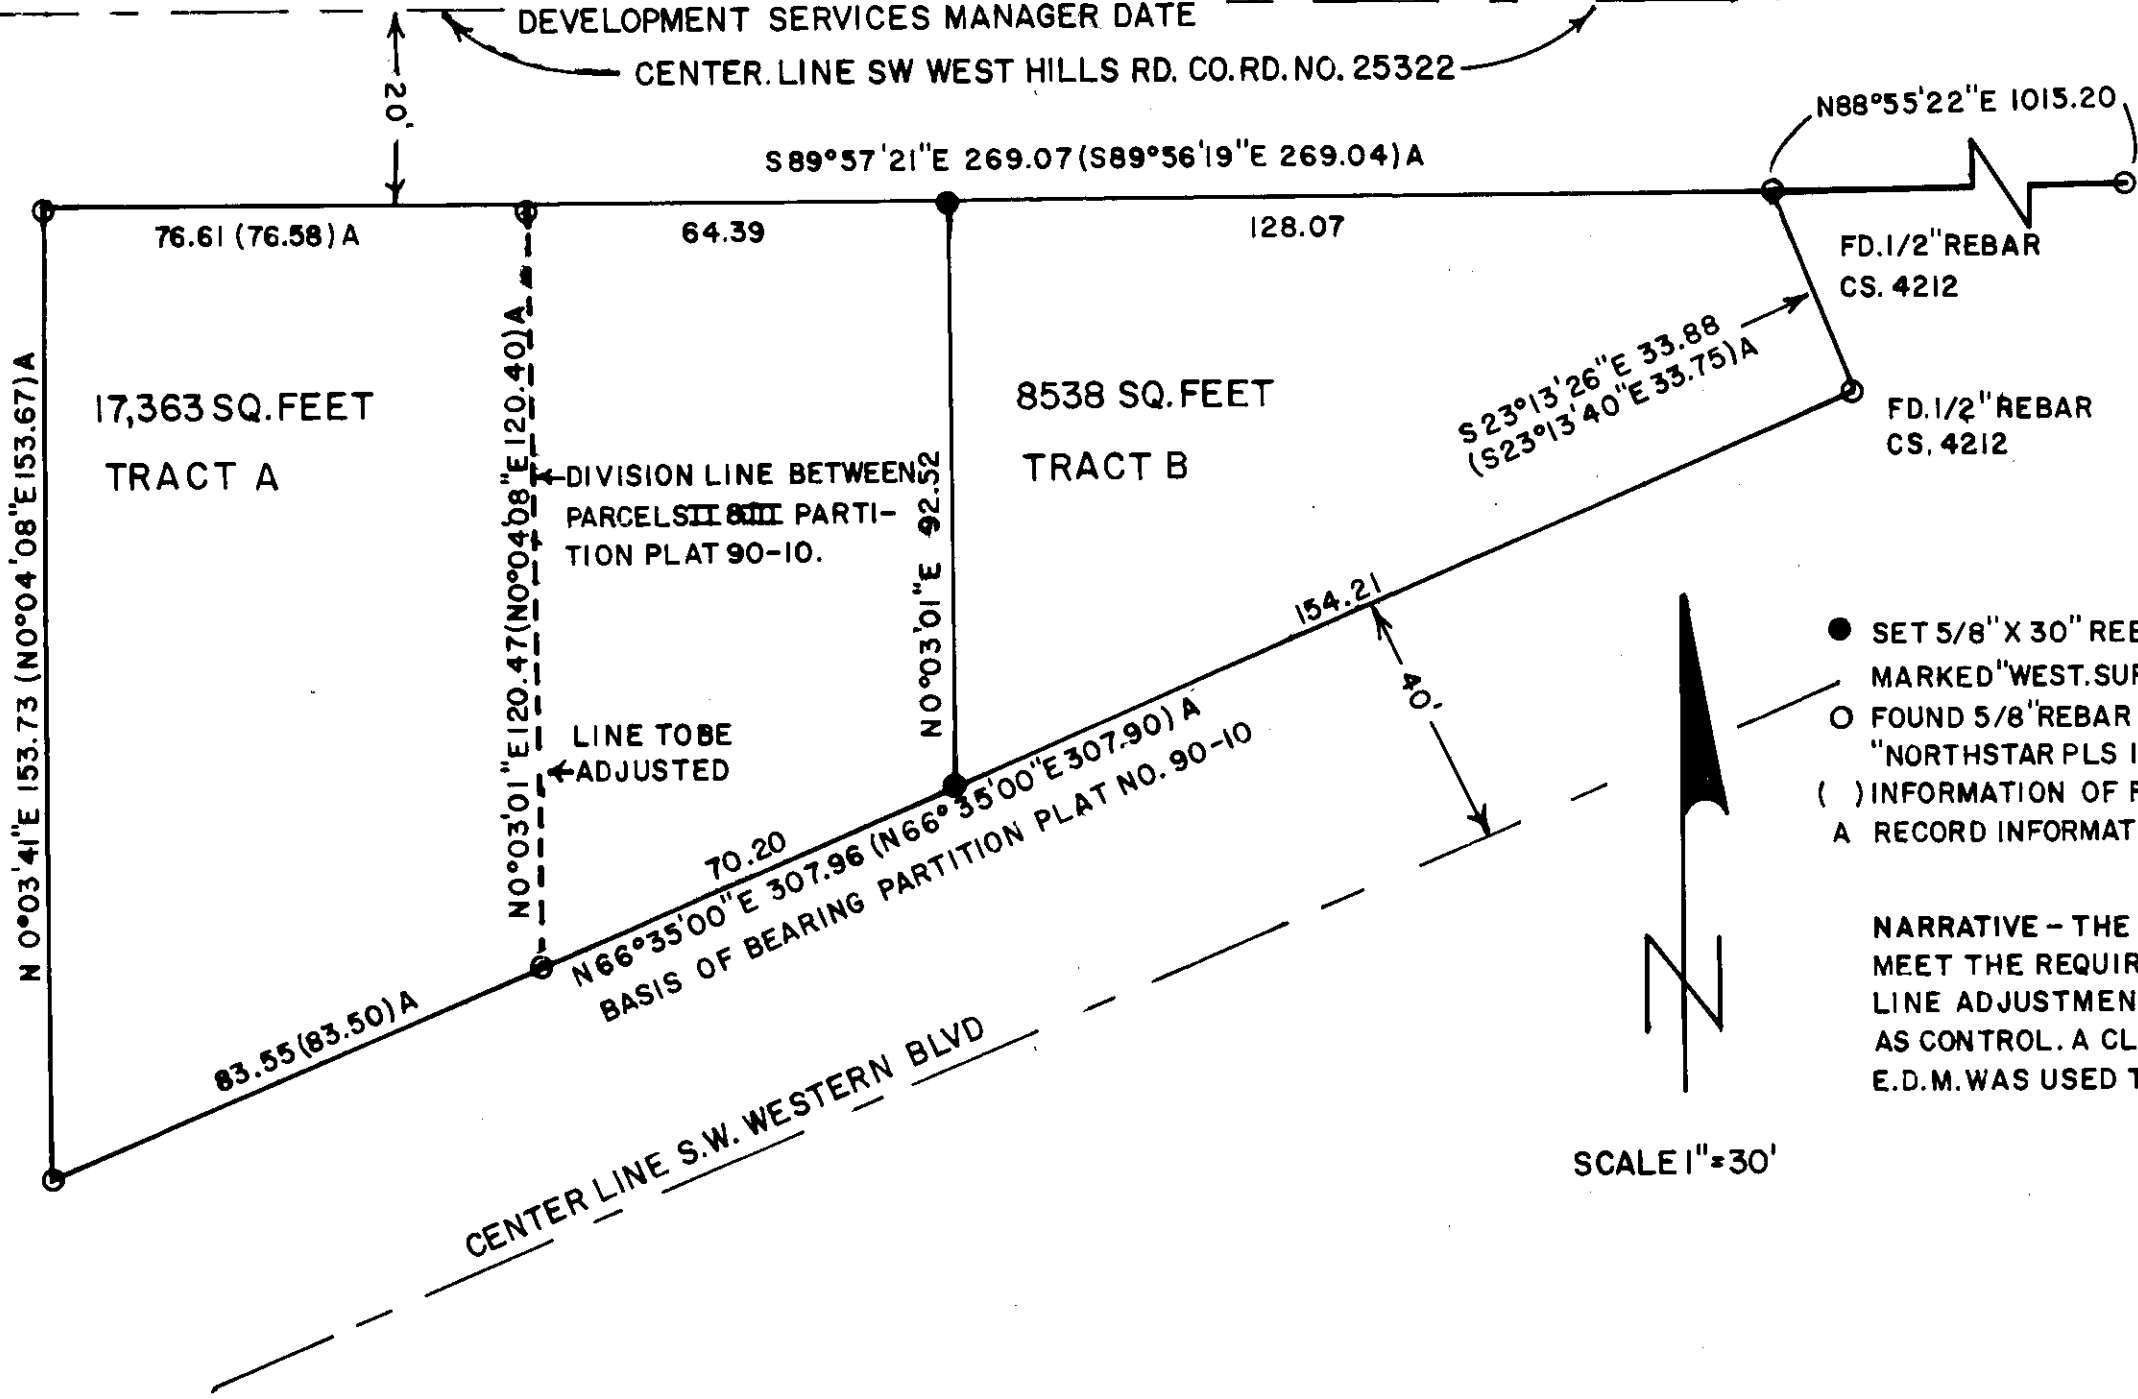 DEVELOPMENT SERVICES MANAGER DATE
CENTER. LINE SW WEST HILLS RD. CO. RD. NO. 25322
20'
N88°55'22"E 1015.20
S89°57'21"E 269.07 (S89°56'19"E 269.04) A
76.61 (76.58) A
64.39
128.07
FD. 1/2" REBAR
CS. 4212
N 0°03'41"E 153.73 (N0°04'08"E 153.67) A
17,363 SQ. FEET
TRACT A
N0°03'01"E 120.47 (N0°04'08"E 120.40) A
DIVISION LINE BETWEEN
PARCELS II & III PARTI-
TION PLAT 90-10.
LINE TO BE
ADJUSTED
N0°03'01"E 92.52
8538 SQ. FEET
TRACT B
S23°13'26"E 33.88
(S23°13'40"E 33.75) A
FD. 1/2" REBAR
CS, 4212
154.21
40'
70.20
83.55 (83.50) A
N66°35'00"E 307.96 (N66°35'00"E 307.90) A
BASIS OF BEARING PARTITION PLAT NO. 90-10
CENTER LINE S.W. WESTERN BLVD
SET 5/8" X 30" REB
MARKED "WEST. SUR
FOUND 5/8" REBAR
"NORTHSTAR PLS
( ) INFORMATION OF
A RECORD INFORMAT
NARRATIVE - THE
MEET THE REQUIR
LINE ADJUSTMEN
AS CONTROL. A CL
E.D.M. WAS USED T
N
SCALE 1"=30'